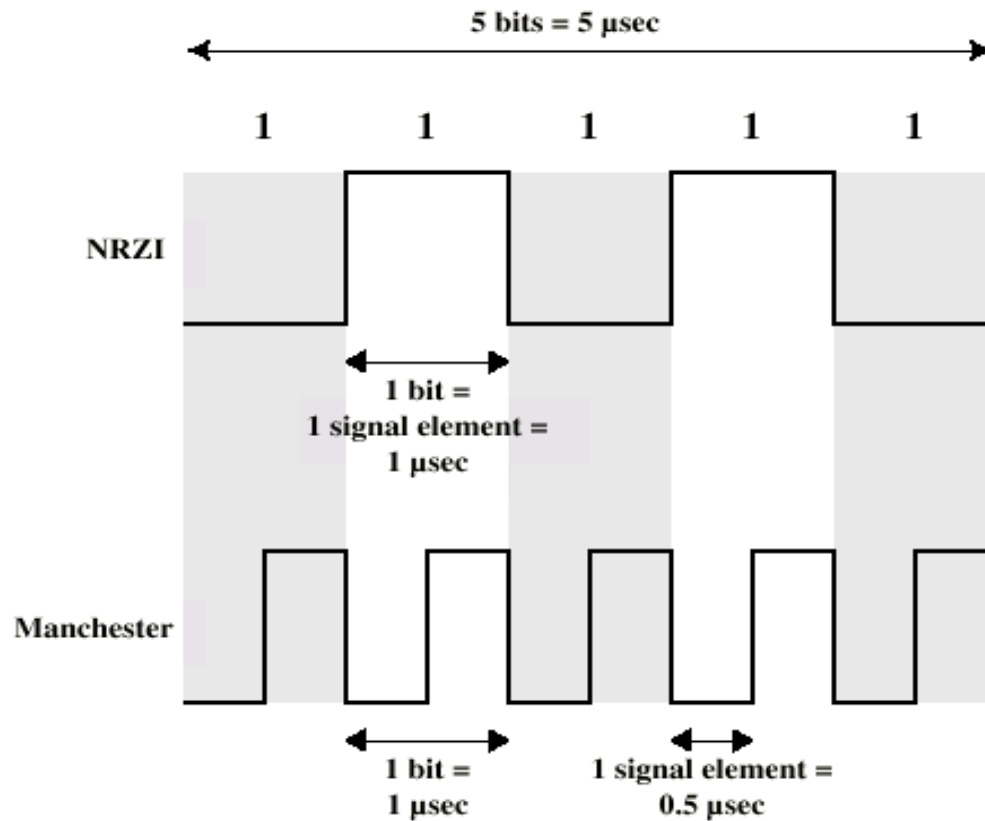 5 bits = 5 µsec
1 1 1 1 1
NRZI
1 bit =
1 signal element =
1 µsec
Manchester
1 bit =
1 µsec
1 signal element =
0.5 µsec